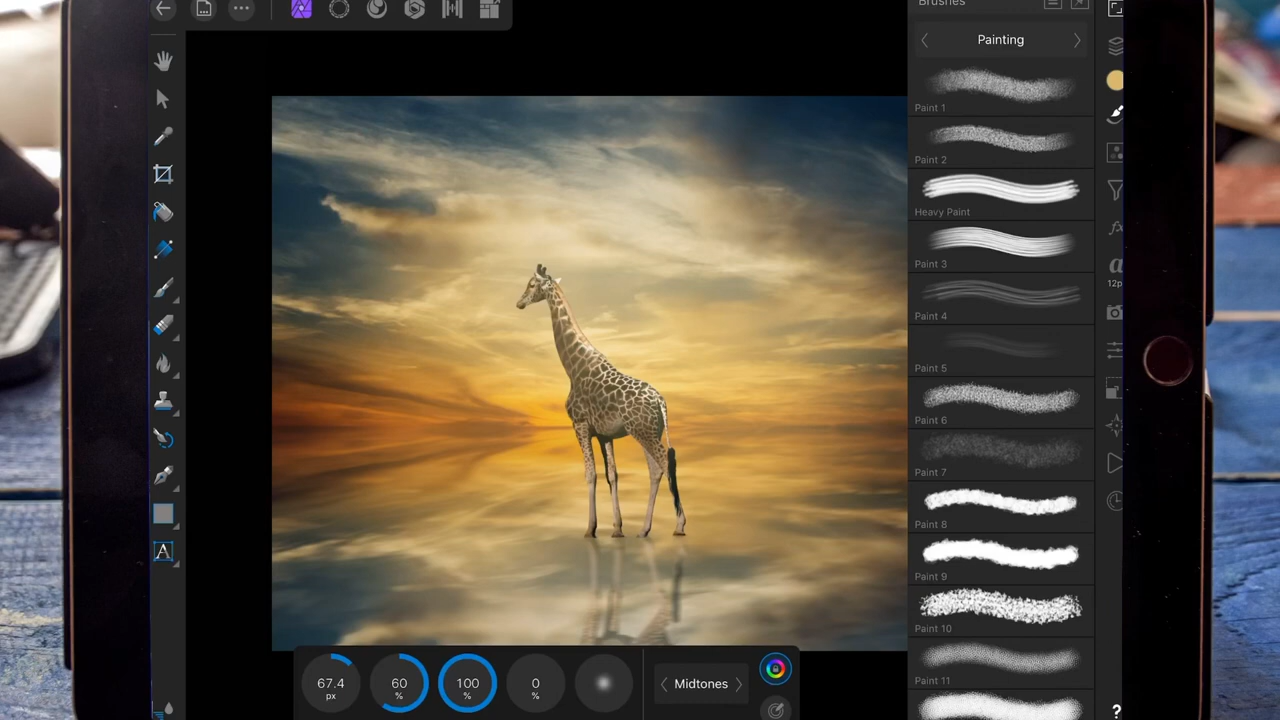 Brushes
Painting
Paint 1
Paint 2
Heavy Paint
Paint 3
Paint 4
12p
Paint 5
Paint 6
Paint 7
Paint 8
Paint 9
Paint 10
Paint 11
67.4
px
60
%
100
%
0
%
Midtones
A
a
?